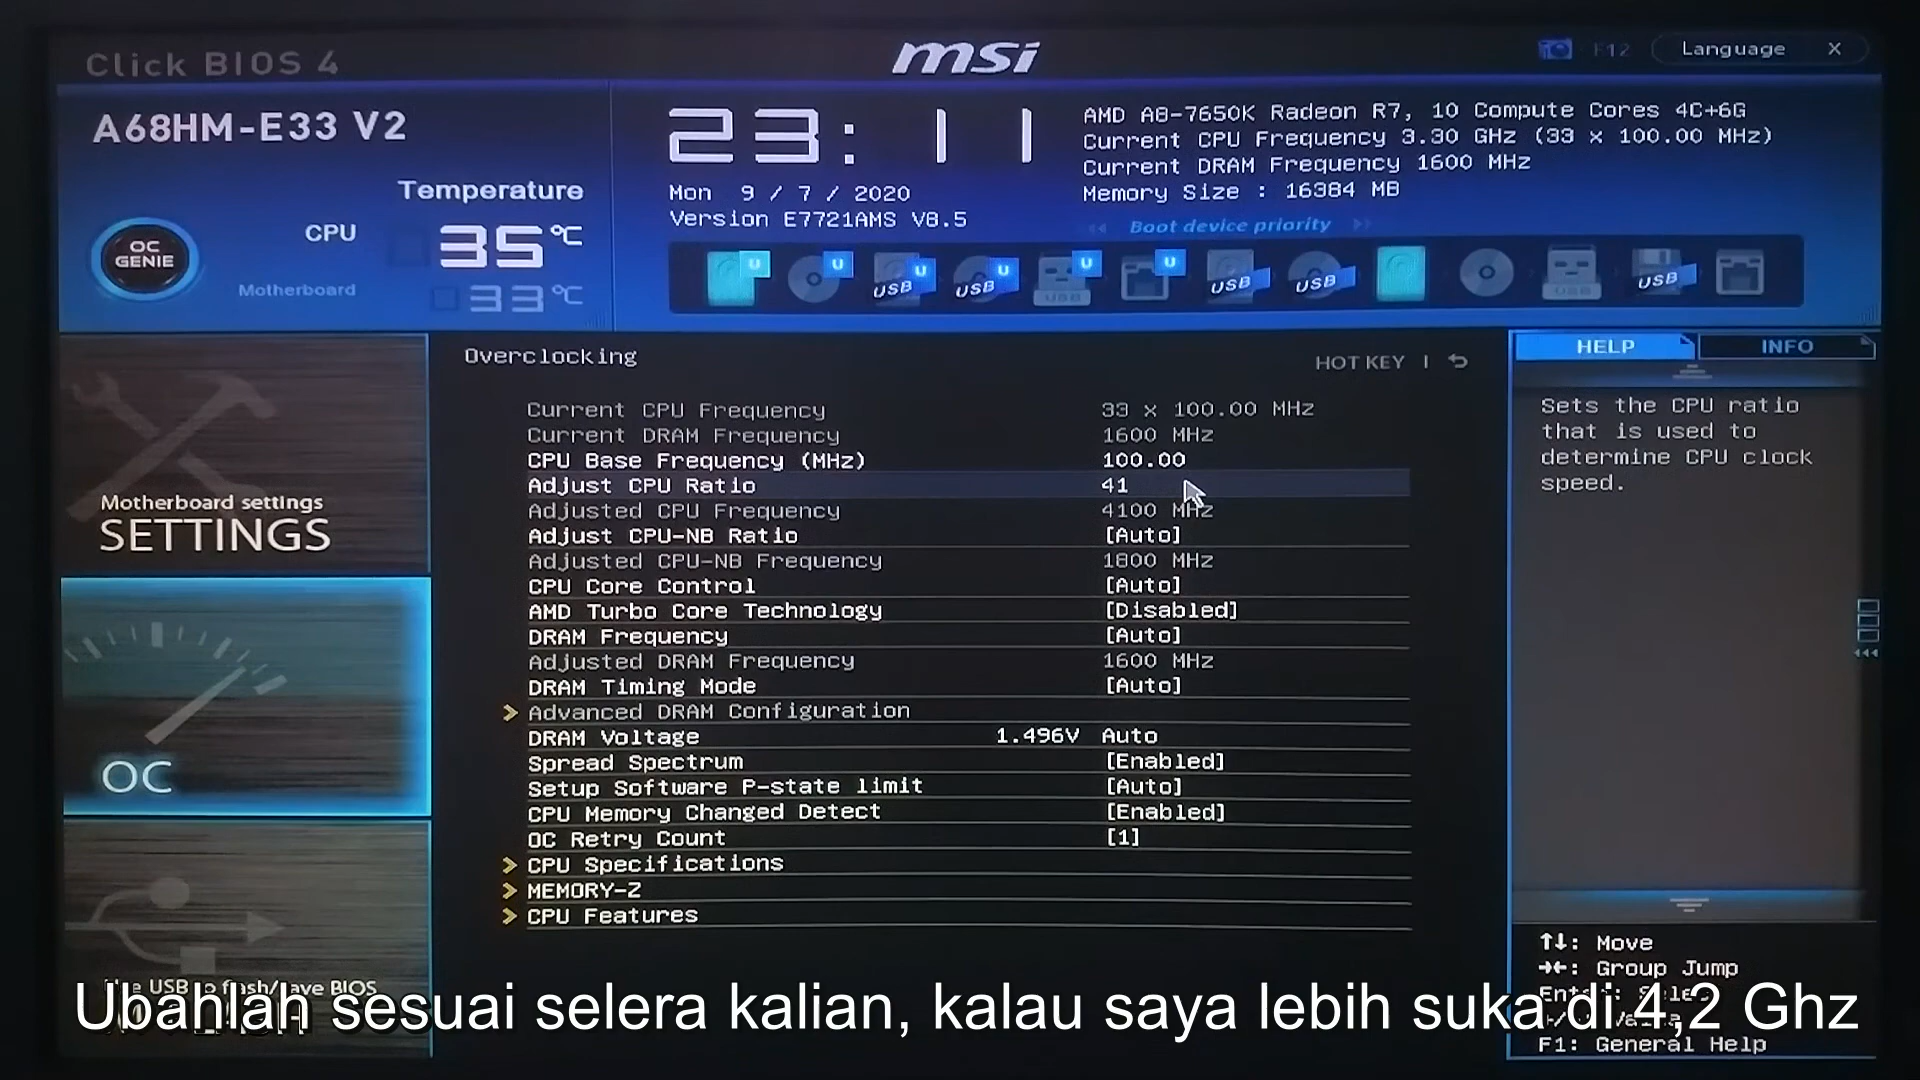 Click BIOS 4
msi
F12
Language X
A68HM-E33 V2
23:11
Mon 9 / 7 / 2020
Version E7721AMS V8.5
AMD A8-7650K Radeon R7, 10 Compute Cores 4C+6G
Current CPU Frequency 3.30 GHz (33 x 100.00 MHz)
Current DRAM Frequency 1600 MHz
Memory Size : 16384 MB
Temperature
CPU 35°C
Motherboard 33°C
OC
GENIE
Boot device priority
U U U USB U USB U USB U USB USB USB
Motherboard settings
SETTINGS
OC
Overclocking
HOT KEY
Current CPU Frequency 33 x 100.00 MHz
Current DRAM Frequency 1600 MHz
CPU Base Frequency (MHz) 100.00
Adjust CPU Ratio 41
Adjusted CPU Frequency 4100 MHz
Adjust CPU-NB Ratio [Auto]
Adjusted CPU-NB Frequency 1800 MHz
CPU Core Control [Auto]
AMD Turbo Core Technology [Disabled]
DRAM Frequency [Auto]
Adjusted DRAM Frequency 1600 MHz
DRAM Timing Mode [Auto]
> Advanced DRAM Configuration
DRAM Voltage 1.496V Auto
Spread Spectrum [Enabled]
Setup Software P-state limit [Auto]
CPU Memory Changed Detect [Enabled]
OC Retry Count [1]
> CPU Specifications
> MEMORY-Z
> CPU Features
HELP INFO
Sets the CPU ratio
that is used to
determine CPU clock
speed.
↑↓: Move
→←: Group Jump
F1: General Help
Ubahlah sesuai selera kalian, kalau saya lebih suka di 4,2 Ghz